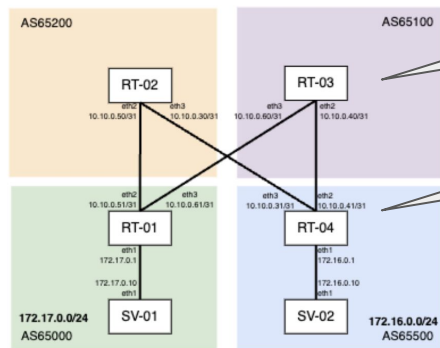 AS65200
AS65100
RT-02
RT-03
eth2
10.10.0.50/31
eth3
10.10.0.30/31
eth3
10.10.0.60/31
eth2
10.10.0.40/31
eth2
10.10.0.51/31
eth3
10.10.0.61/31
eth3
10.10.0.31/31
eth2
10.10.0.41/31
RT-01
RT-04
eth1
172.17.0.1
eth1
172.16.0.1
172.17.0.10
eth1
172.16.0.10
eth1
SV-01
SV-02
172.17.0.0/24
AS65000
172.16.0.0/24
AS65500